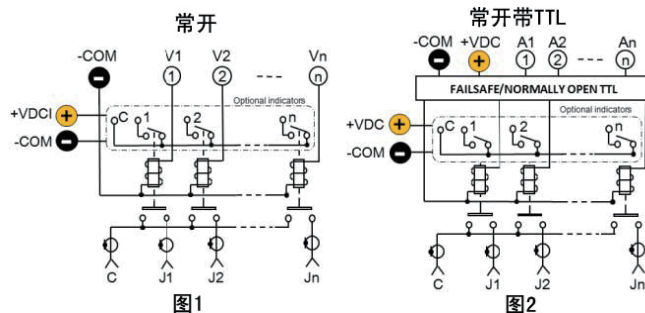 常开
常开带TTL
-COM V1 V2 Vn
1 2 n
+VDCI
-COM
Optional indicators
C 1 2 n
C J1 J2 Jn
图1
-COM +VDC A1 A2 An
1 2 n
FAILSAFE/NORMALLY OPEN TTL
Optional indicators
+VDC
-COM
C 1 2 n
C J1 J2 Jn
图2